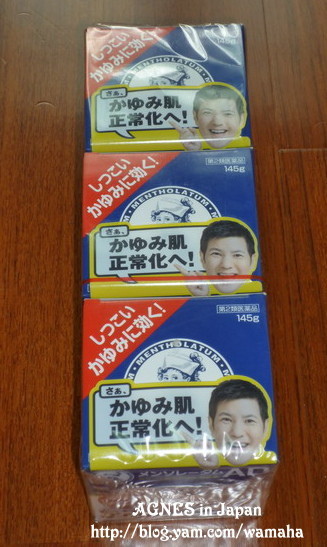 しつこい
かゆみに効く!
145g
MENTHOLATUM
さぁ、
かゆみ肌
正常化へ!
しつこい
かゆみに効く!
第2類医薬品
145g
MENTHOLATUM
さぁ、
かゆみ肌
正常化へ!
しつこい
かゆみに効く!
第2類医薬品
145g
MENTHOLATUM
さぁ、
かゆみ肌
正常化へ!
AGNES in Japan
http://blog.yam.com/wamaha